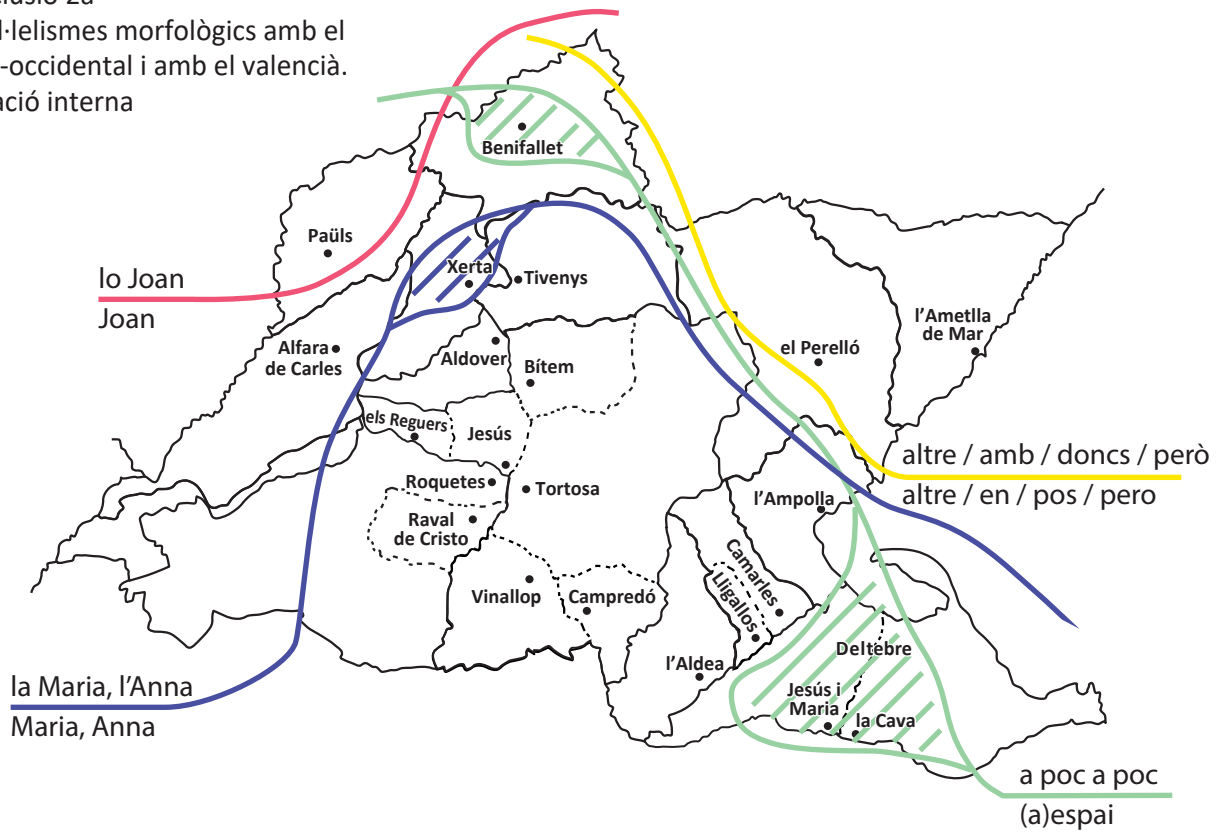 l·lelismes morfològics amb el
-occidental i amb el valencià.
ació interna
Benifallet
Paüls
lo Joan
Joan
Xerta
Tivenys
l'Ametlla
de Mar
Alfara
de Carles
Aldover
Bítem
el Perelló
els Reguers
Jesús
altre / amb / doncs / però
altre / en / pos / pero
Roquetes
Tortosa
l'Ampolla
Raval
de Cristo
Camarles
Lligallos
Vinallop
Campredó
l'Aldea
Deltebre
Jesús i
Maria
la Cava
la Maria, l'Anna
Maria, Anna
a poc a poc
(a)espai